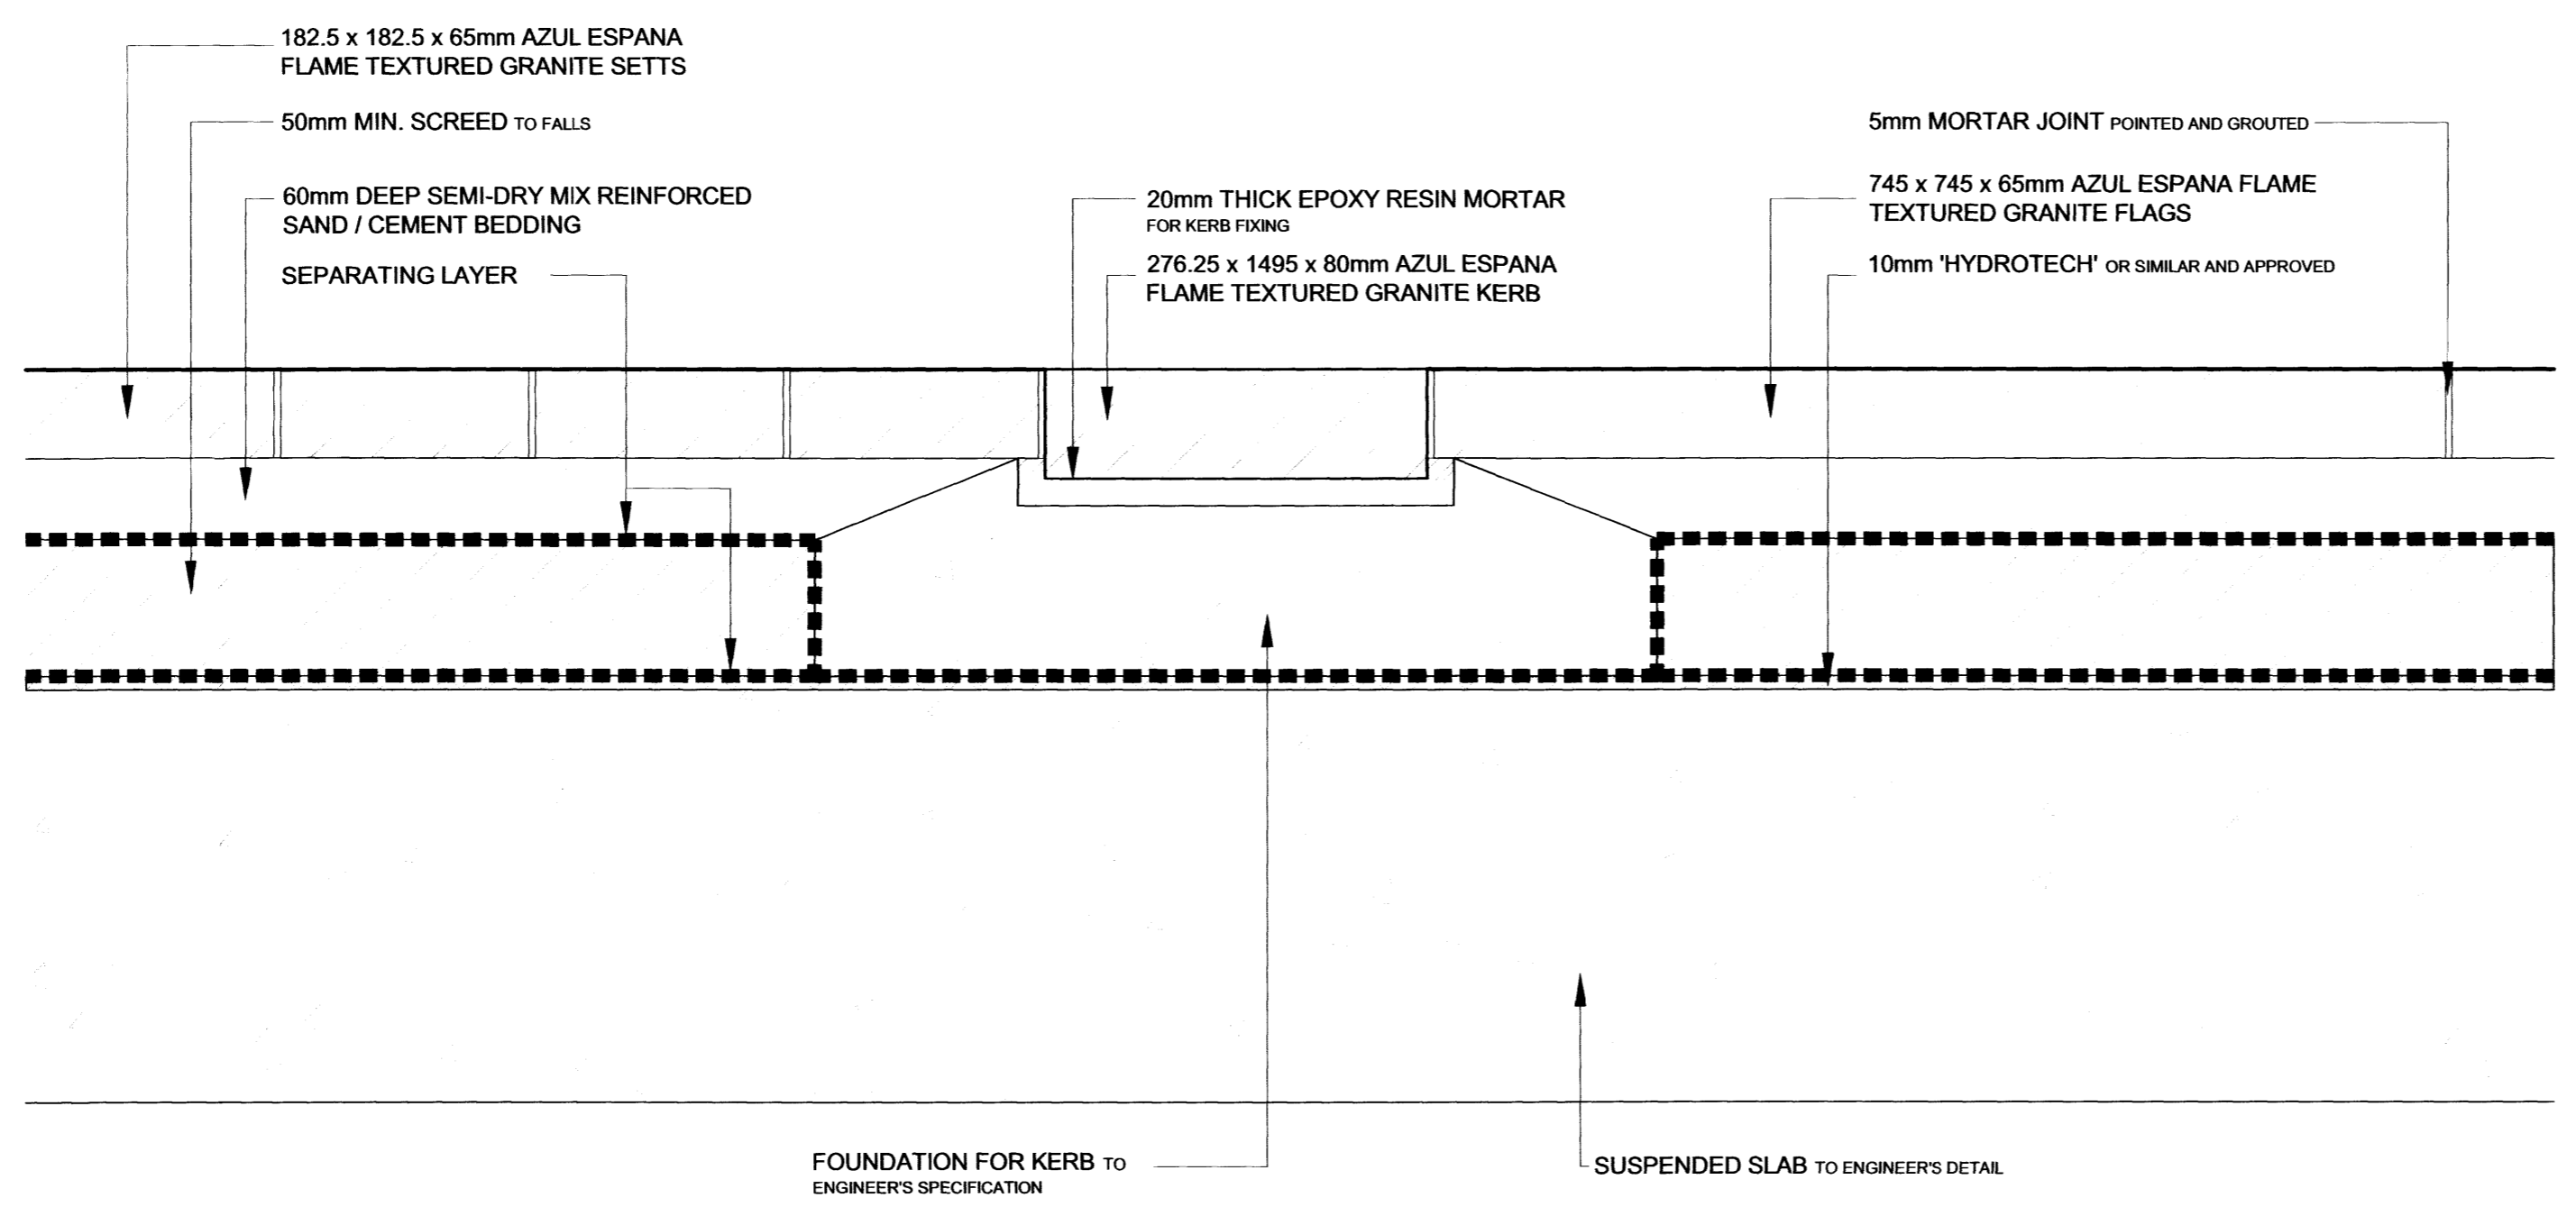 182.5 x 182.5 x 65mm AZUL ESPANA
FLAME TEXTURED GRANITE SETTS
50mm MIN. SCREED TO FALLS
60mm DEEP SEMI-DRY MIX REINFORCED
SAND / CEMENT BEDDING
SEPARATING LAYER
20mm THICK EPOXY RESIN MORTAR
FOR KERB FIXING
276.25 x 1495 x 80mm AZUL ESPANA
FLAME TEXTURED GRANITE KERB
5mm MORTAR JOINT POINTED AND GROUTED
745 x 745 x 65mm AZUL ESPANA FLAME
TEXTURED GRANITE FLAGS
10mm 'HYDROTECH' OR SIMILAR AND APPROVED
FOUNDATION FOR KERB TO
ENGINEER'S SPECIFICATION
SUSPENDED SLAB TO ENGINEER'S DETAIL